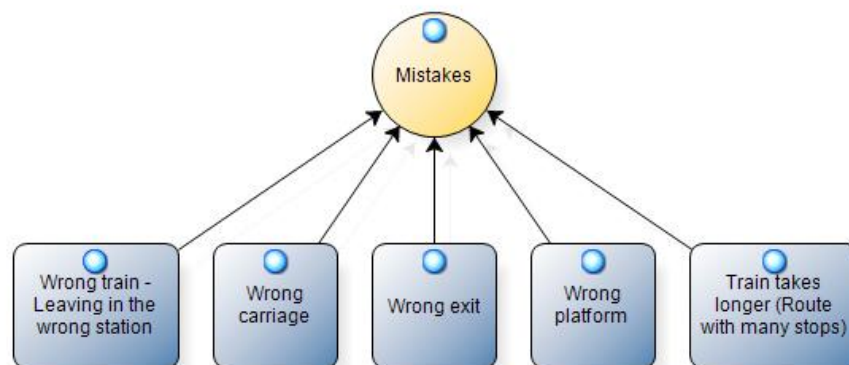 Mistakes
Wrong train -
Leaving in the
wrong station
Wrong
carriage
Wrong exit
Wrong
platform
Train takes
longer (Route
with many stops)